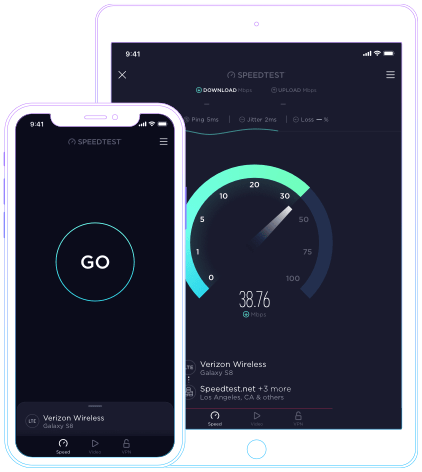 9:41
SPEEDTEST
DOWNLOAD Mbps UPLOAD Mbps
— —
Ping 5ms Jitter 2ms Loss — %
0
1
5
10
20
30
50
75
100
38.76
Mbps
LTE
Verizon Wireless
Galaxy S8
Speedtest.net +3 more
Los Angeles, CA & others
Speed Video VPN
9:41
SPEEDTEST
GO
LTE
Verizon Wireless
Galaxy S8
Speed Video VPN